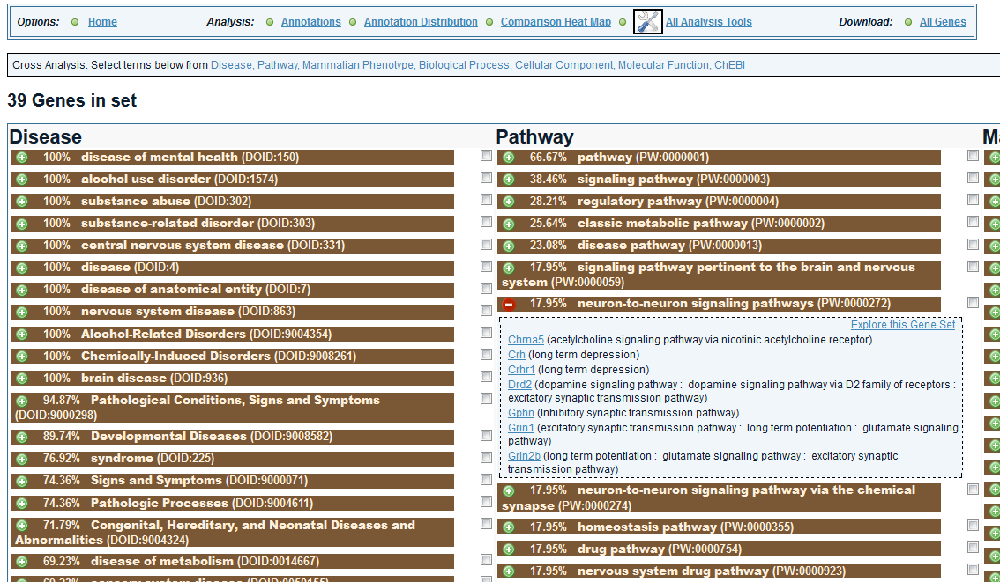 Options: Home Analysis: Annotations Annotation Distribution Comparison Heat Map All Analysis Tools Download: All Genes
Cross Analysis: Select terms below from Disease, Pathway, Mammalian Phenotype, Biological Process, Cellular Component, Molecular Function, ChEBI
39 Genes in set
Disease
100% disease of mental health (DOID:150)
100% alcohol use disorder (DOID:1574)
100% substance abuse (DOID:302)
100% substance-related disorder (DOID:303)
100% central nervous system disease (DOID:331)
100% disease (DOID:4)
100% disease of anatomical entity (DOID:7)
100% nervous system disease (DOID:863)
100% Alcohol-Related Disorders (DOID:9004354)
100% Chemically-Induced Disorders (DOID:9008261)
100% brain disease (DOID:936)
94.87% Pathological Conditions, Signs and Symptoms
(DOID:9000298)
89.74% Developmental Diseases (DOID:9008582)
76.92% syndrome (DOID:225)
74.36% Signs and Symptoms (DOID:9000071)
74.36% Pathologic Processes (DOID:9004611)
71.79% Congenital, Hereditary, and Neonatal Diseases and
Abnormalities (DOID:9004324)
69.23% disease of metabolism (DOID:0014667)
Pathway
66.67% pathway (PW:0000001)
38.46% signaling pathway (PW:0000003)
28.21% regulatory pathway (PW:0000004)
25.64% classic metabolic pathway (PW:0000002)
23.08% disease pathway (PW:0000013)
17.95% signaling pathway pertinent to the brain and nervous
system (PW:0000059)
17.95% neuron-to-neuron signaling pathways (PW:0000272)
Explore this Gene Set
Chrna5 (acetylcholine signaling pathway via nicotinic acetylcholine receptor)
Crh (long term depression)
Crhr1 (long term depression)
Drd2 (dopamine signaling pathway : dopamine signaling pathway via D2 family of receptors :
excitatory synaptic transmission pathway)
Gphn (Inhibitory synaptic transmission pathway)
Grin1 (excitatory synaptic transmission pathway : long term potentiation : glutamate signaling
pathway)
Grin2b (long term potentiation : glutamate signaling pathway : excitatory synaptic
transmission pathway)
17.95% neuron-to-neuron signaling pathway via the chemical
synapse (PW:0000274)
17.95% homeostasis pathway (PW:0000355)
17.95% drug pathway (PW:0000754)
17.95% nervous system drug pathway (PW:0000923)